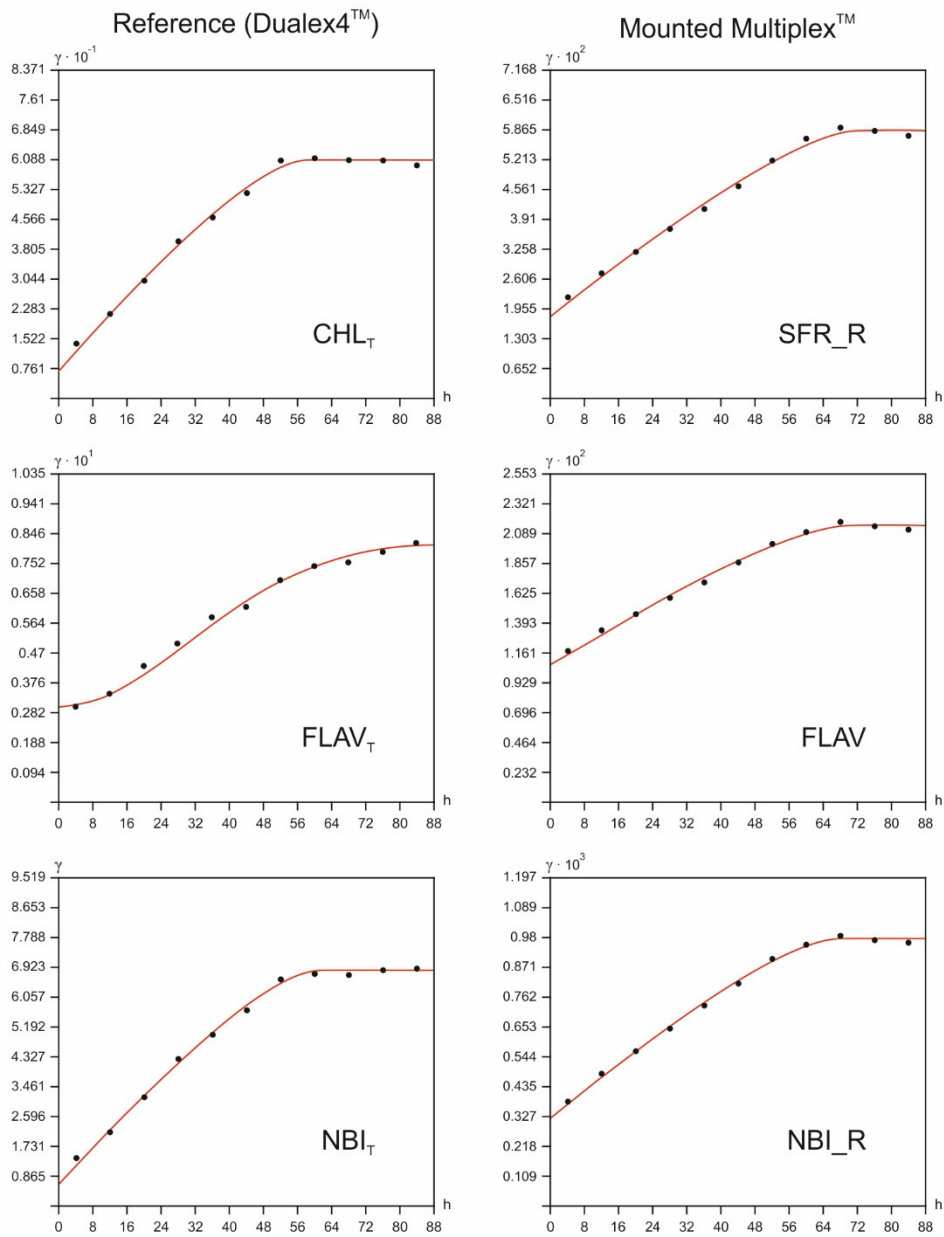 Reference (Dualex4™)
Mounted Multiplex™
γ · 10⁻¹
8.371
7.61
6.849
6.088
5.327
4.566
3.805
3.044
2.283
1.522
0.761
CHL_T
0 8 16 24 32 40 48 56 64 72 80 88
h
γ · 10²
7.168
6.516
5.865
5.213
4.561
3.91
3.258
2.606
1.955
1.303
0.652
SFR_R
0 8 16 24 32 40 48 56 64 72 80 88
h
γ · 10¹
1.035
0.941
0.846
0.752
0.658
0.564
0.47
0.376
0.282
0.188
0.094
FLAV_T
0 8 16 24 32 40 48 56 64 72 80 88
h
γ · 10²
2.553
2.321
2.089
1.857
1.625
1.393
1.161
0.929
0.696
0.464
0.232
FLAV
0 8 16 24 32 40 48 56 64 72 80 88
h
γ
9.519
8.653
7.788
6.923
6.057
5.192
4.327
3.461
2.596
1.731
0.865
NBI_T
0 8 16 24 32 40 48 56 64 72 80 88
h
γ · 10³
1.197
1.089
0.98
0.871
0.762
0.653
0.544
0.435
0.327
0.218
0.109
NBI_R
0 8 16 24 32 40 48 56 64 72 80 88
h